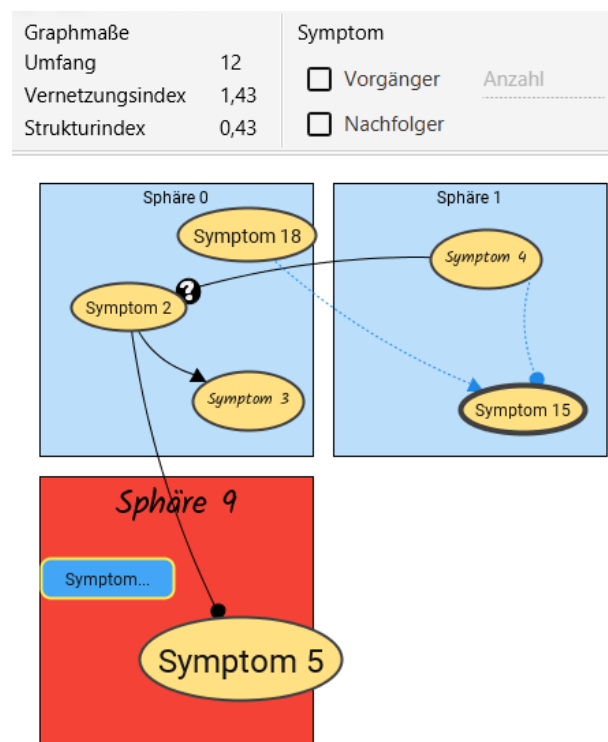 Graphmaße
Umfang 12
Vernetzungsindex 1,43
Strukturindex 0,43
Symptom
Vorgänger Anzahl
Nachfolger
Sphäre 0
Symptom 18
?
Symptom 2
Symptom 3
Sphäre 1
Symptom 4
Symptom 15
Sphäre 9
Symptom...
Symptom 5